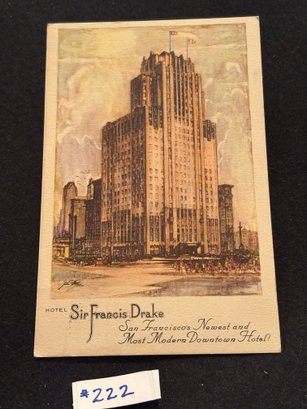 HOTEL Sir Francis Drake
San Francisco's Newest and
Most Modern Downtown Hotel!
#222